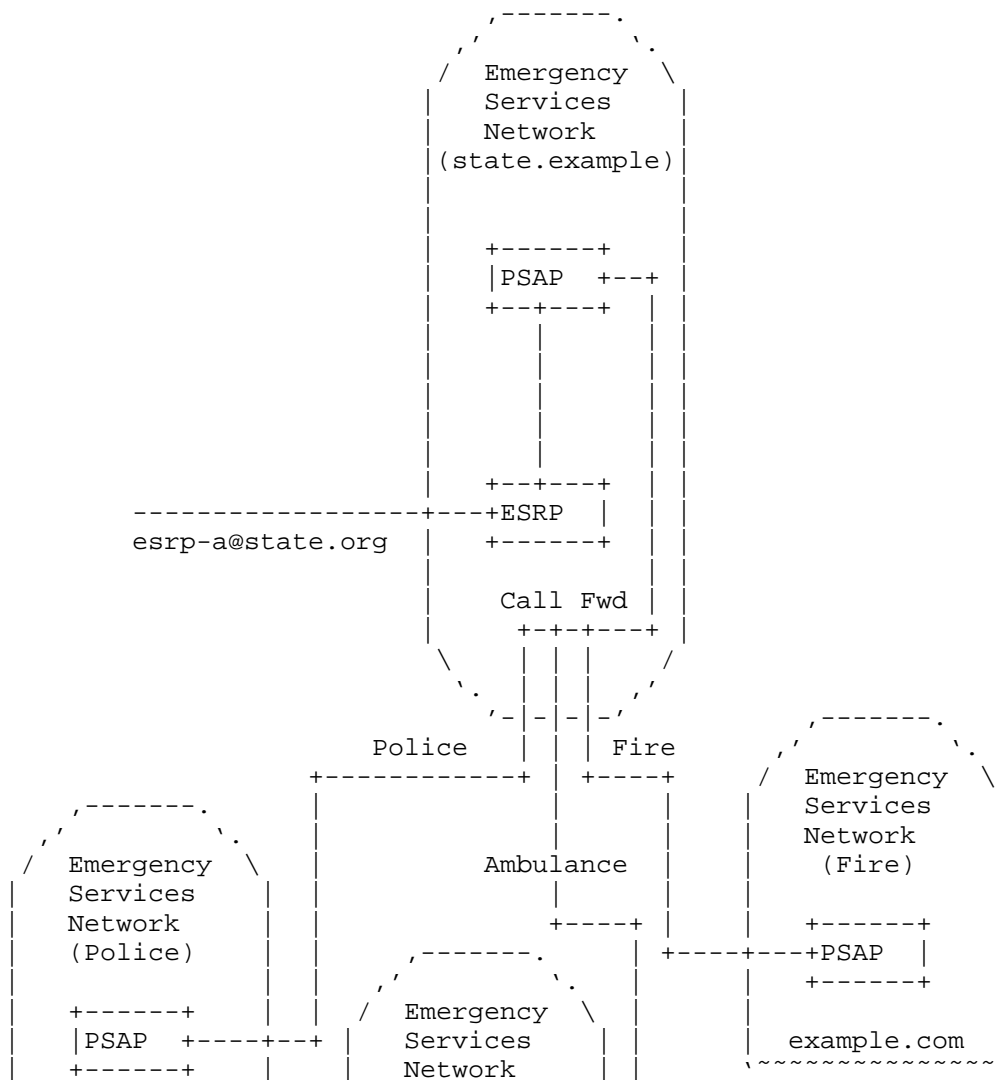 Emergency
Services
Network
(state.example)
PSAP
ESRP
esrp-a@state.org
Call Fwd
Police
Fire
Emergency
Services
Network
(Fire)
Emergency
Services
Network
(Police)
Ambulance
PSAP
Emergency
Services
Network
PSAP
example.com